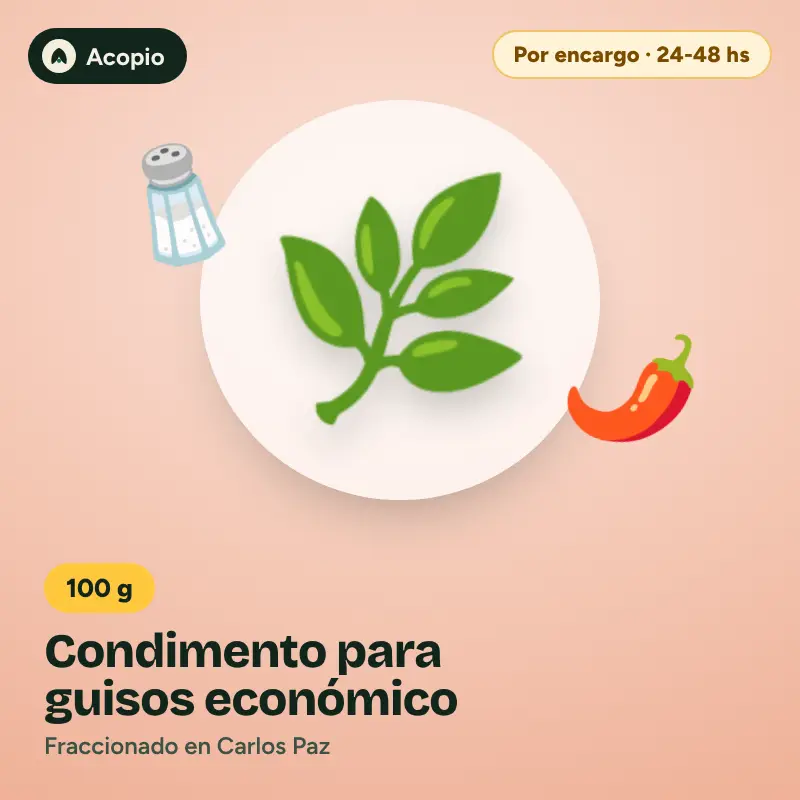 Acopio
Por encargo · 24-48 hs
100 g
Condimento para
guisos económico
Fraccionado en Carlos Paz